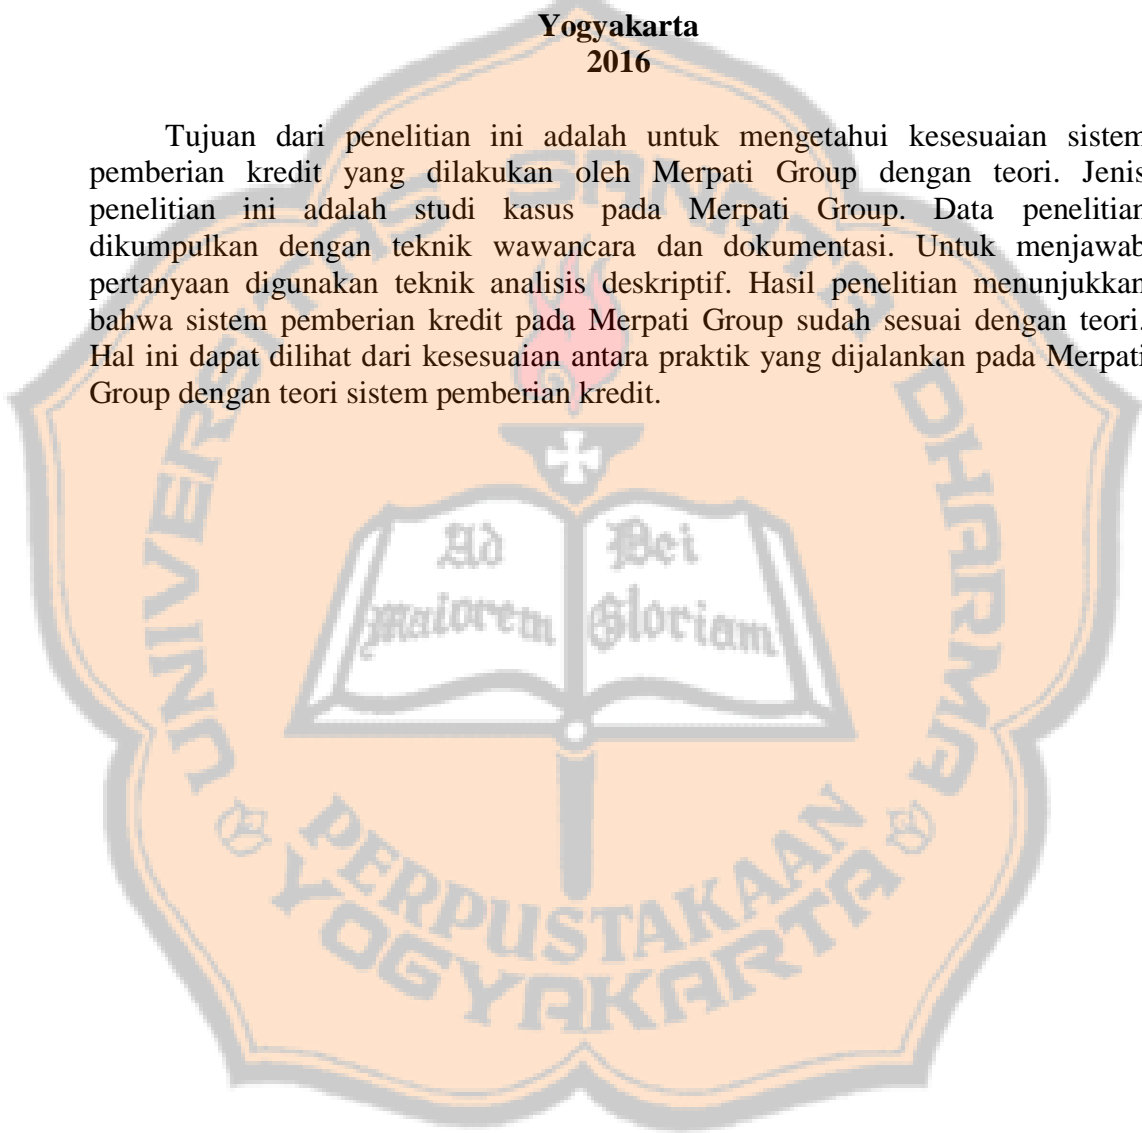 Yogyakarta
2016
Tujuan dari penelitian ini adalah untuk mengetahui kesesuaian sistem
pemberian kredit yang dilakukan oleh Merpati Group dengan teori. Jenis
penelitian ini adalah studi kasus pada Merpati Group. Data penelitian
dikumpulkan dengan teknik wawancara dan dokumentasi. Untuk menjawab
pertanyaan digunakan teknik analisis deskriptif. Hasil penelitian menunjukkan
bahwa sistem pemberian kredit pada Merpati Group sudah sesuai dengan teori.
Hal ini dapat dilihat dari kesesuaian antara praktik yang dijalankan pada Merpati
Group dengan teori sistem pemberian kredit.
UNIVERSITAS SANATA DHARMA
Ad Dei
maiorem Gloriam
PERPUSTAKAAN
YOGYAKARTA